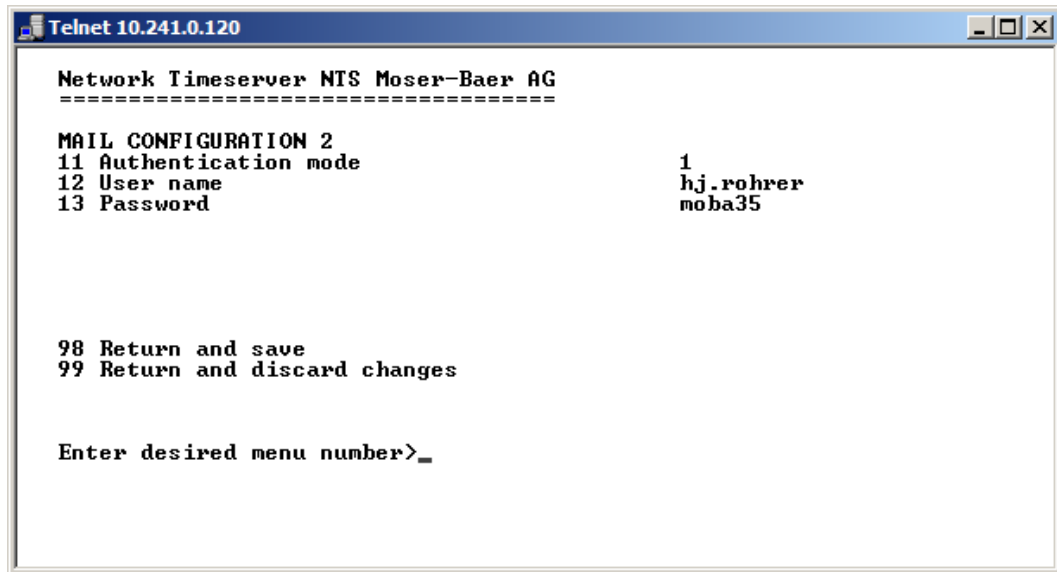 Telnet 10.241.0.120
Network Timeserver NTS Moser-Baer AG
====================================
MAIL CONFIGURATION 2
11 Authentication mode 1
12 User name hj.rohrer
13 Password moba35
98 Return and save
99 Return and discard changes
Enter desired menu number>_